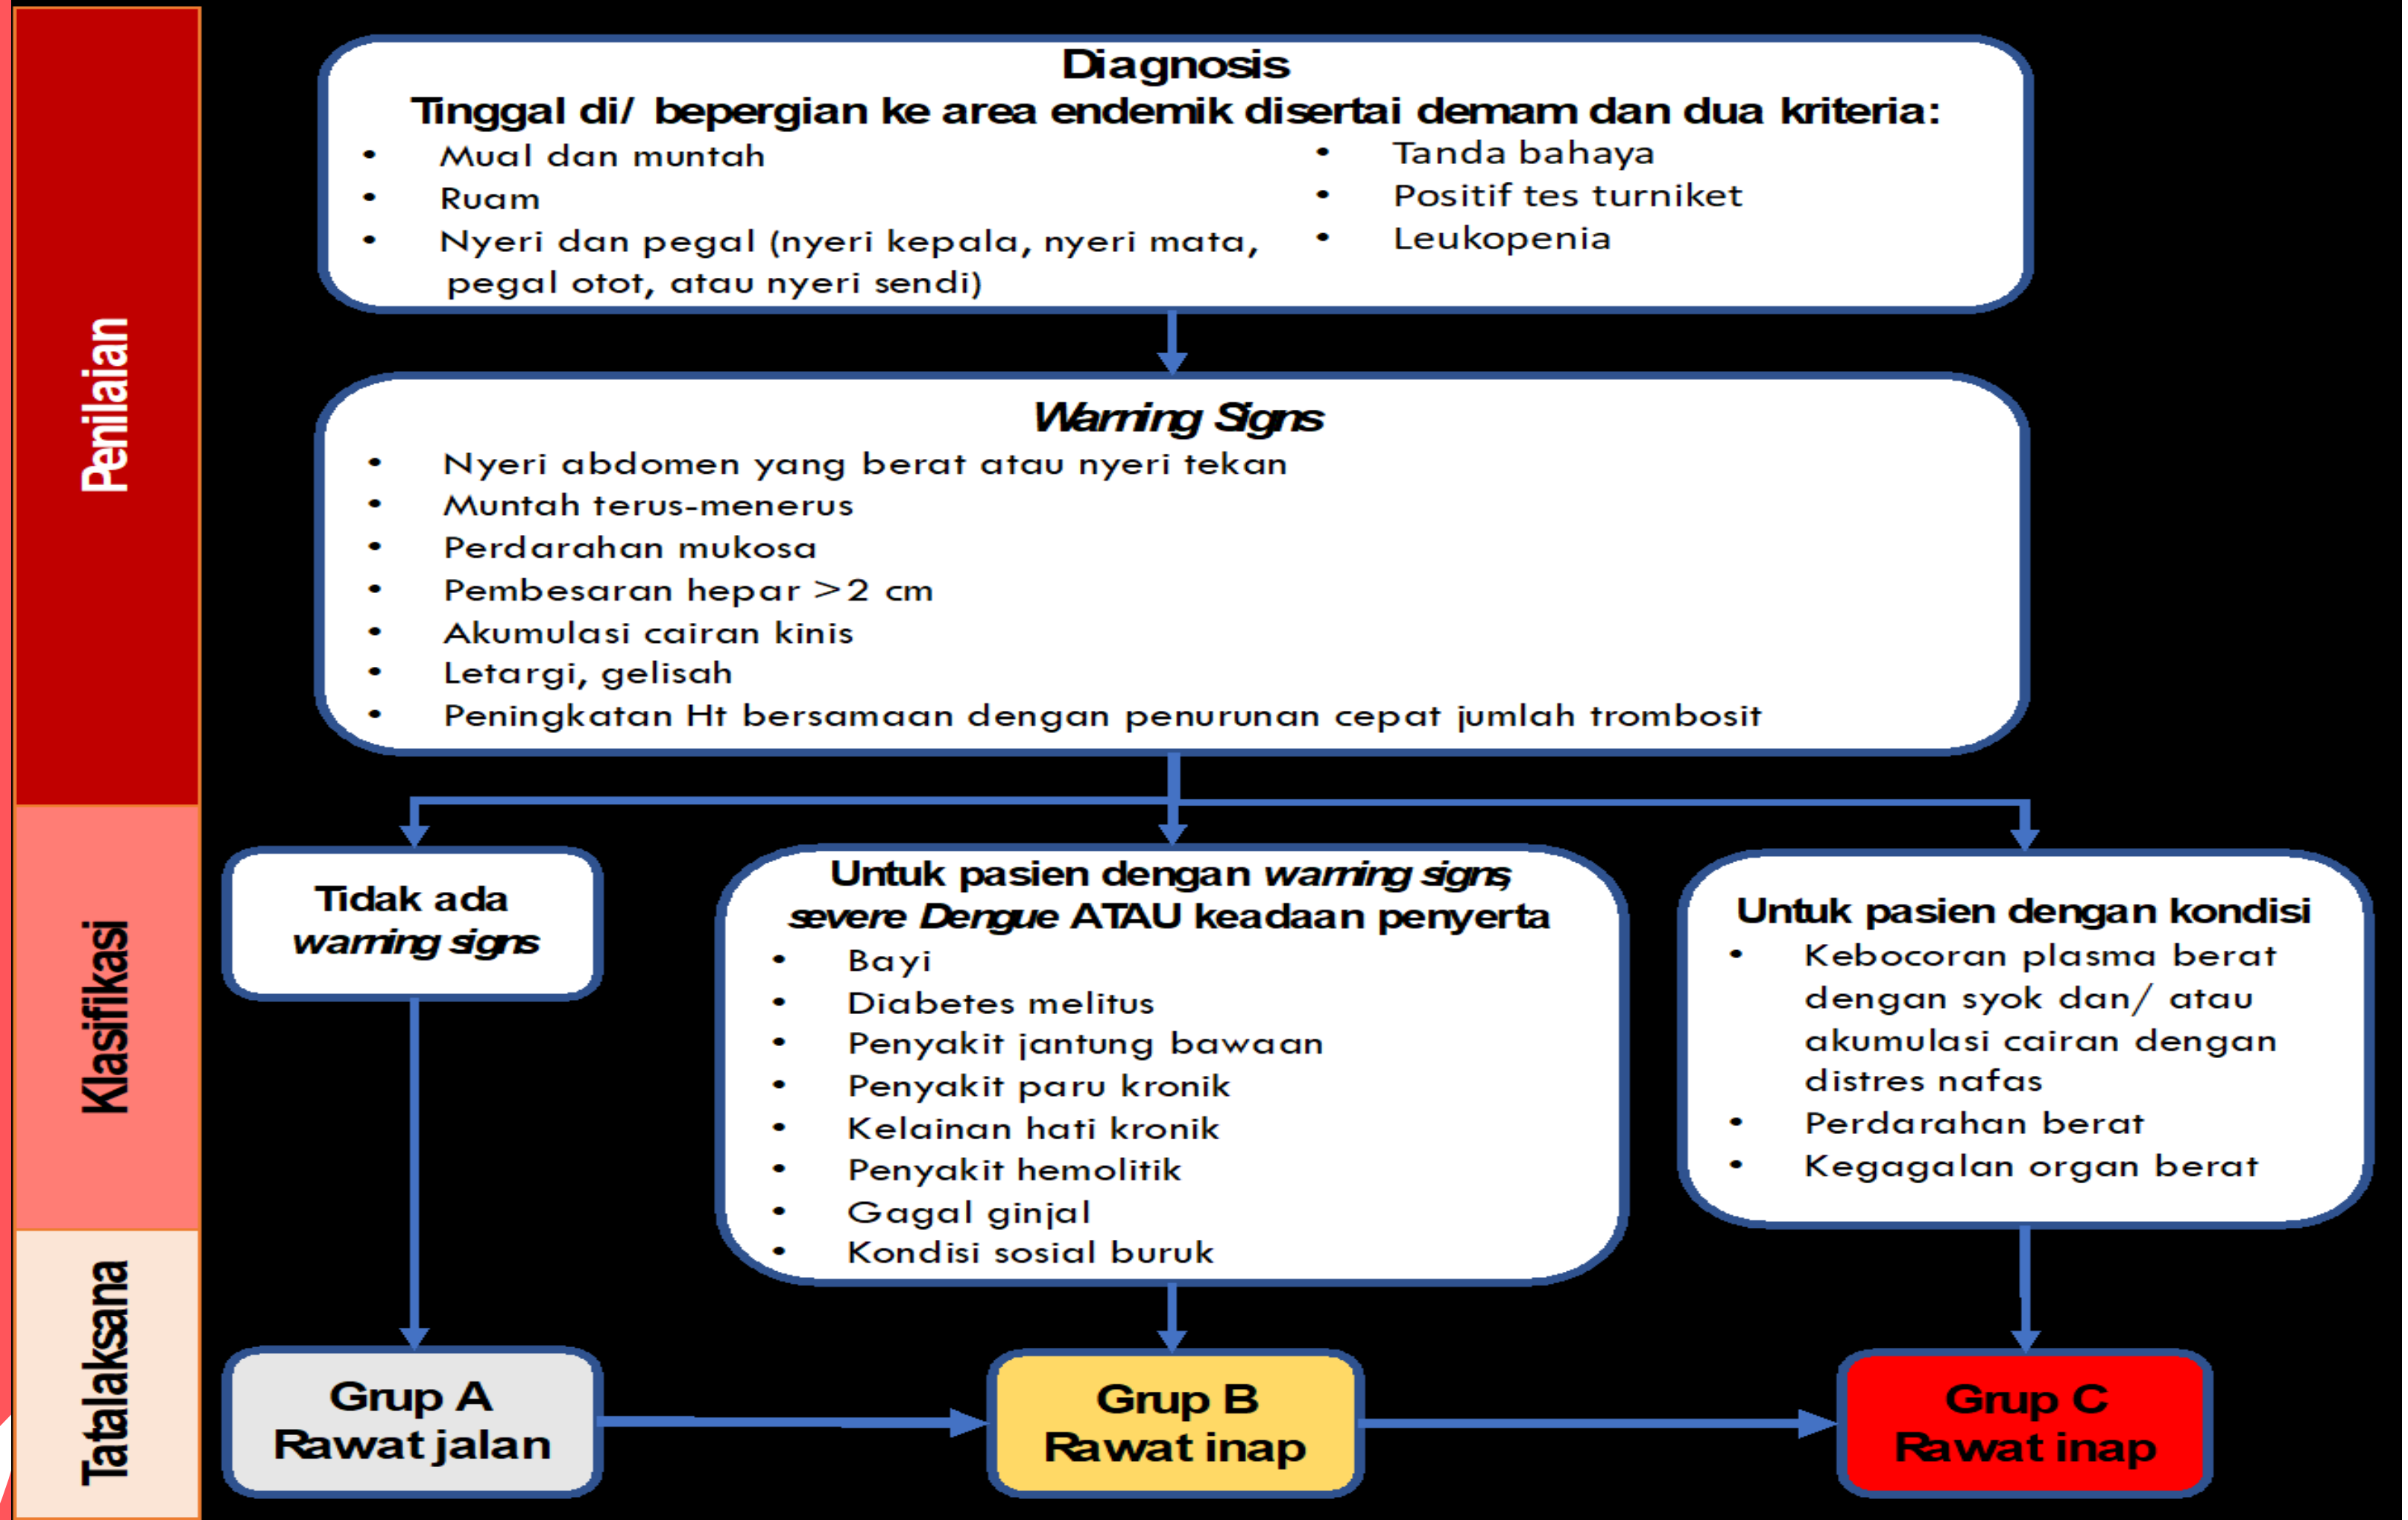 Penilaian
Diagnosis
Tinggal di/ bepergian ke area endemik disertai demam dan dua kriteria:
• Mual dan muntah
• Ruam
• Nyeri dan pegal (nyeri kepala, nyeri mata,
pegal otot, atau nyeri sendi)
• Tanda bahaya
• Positif tes turniket
• Leukopenia
Warning Signs
• Nyeri abdomen yang berat atau nyeri tekan
• Muntah terus-menerus
• Perdarahan mukosa
• Pembesaran hepar >2 cm
• Akumulasi cairan kinis
• Letargi, gelisah
• Peningkatan Ht bersamaan dengan penurunan cepat jumlah trombosit
Klasifikasi
Tidak ada
warning signs
Untuk pasien dengan warning signs,
severe Dengue ATAU keadaan penyerta
• Bayi
• Diabetes melitus
• Penyakit jantung bawaan
• Penyakit paru kronik
• Kelainan hati kronik
• Penyakit hemolitik
• Gagal ginjal
• Kondisi sosial buruk
Untuk pasien dengan kondisi
• Kebocoran plasma berat
dengan syok dan/ atau
akumulasi cairan dengan
distres nafas
• Perdarahan berat
• Kegagalan organ berat
Tatalaksana
Grup A
Rawat jalan
Grup B
Rawat inap
Grup C
Rawat inap